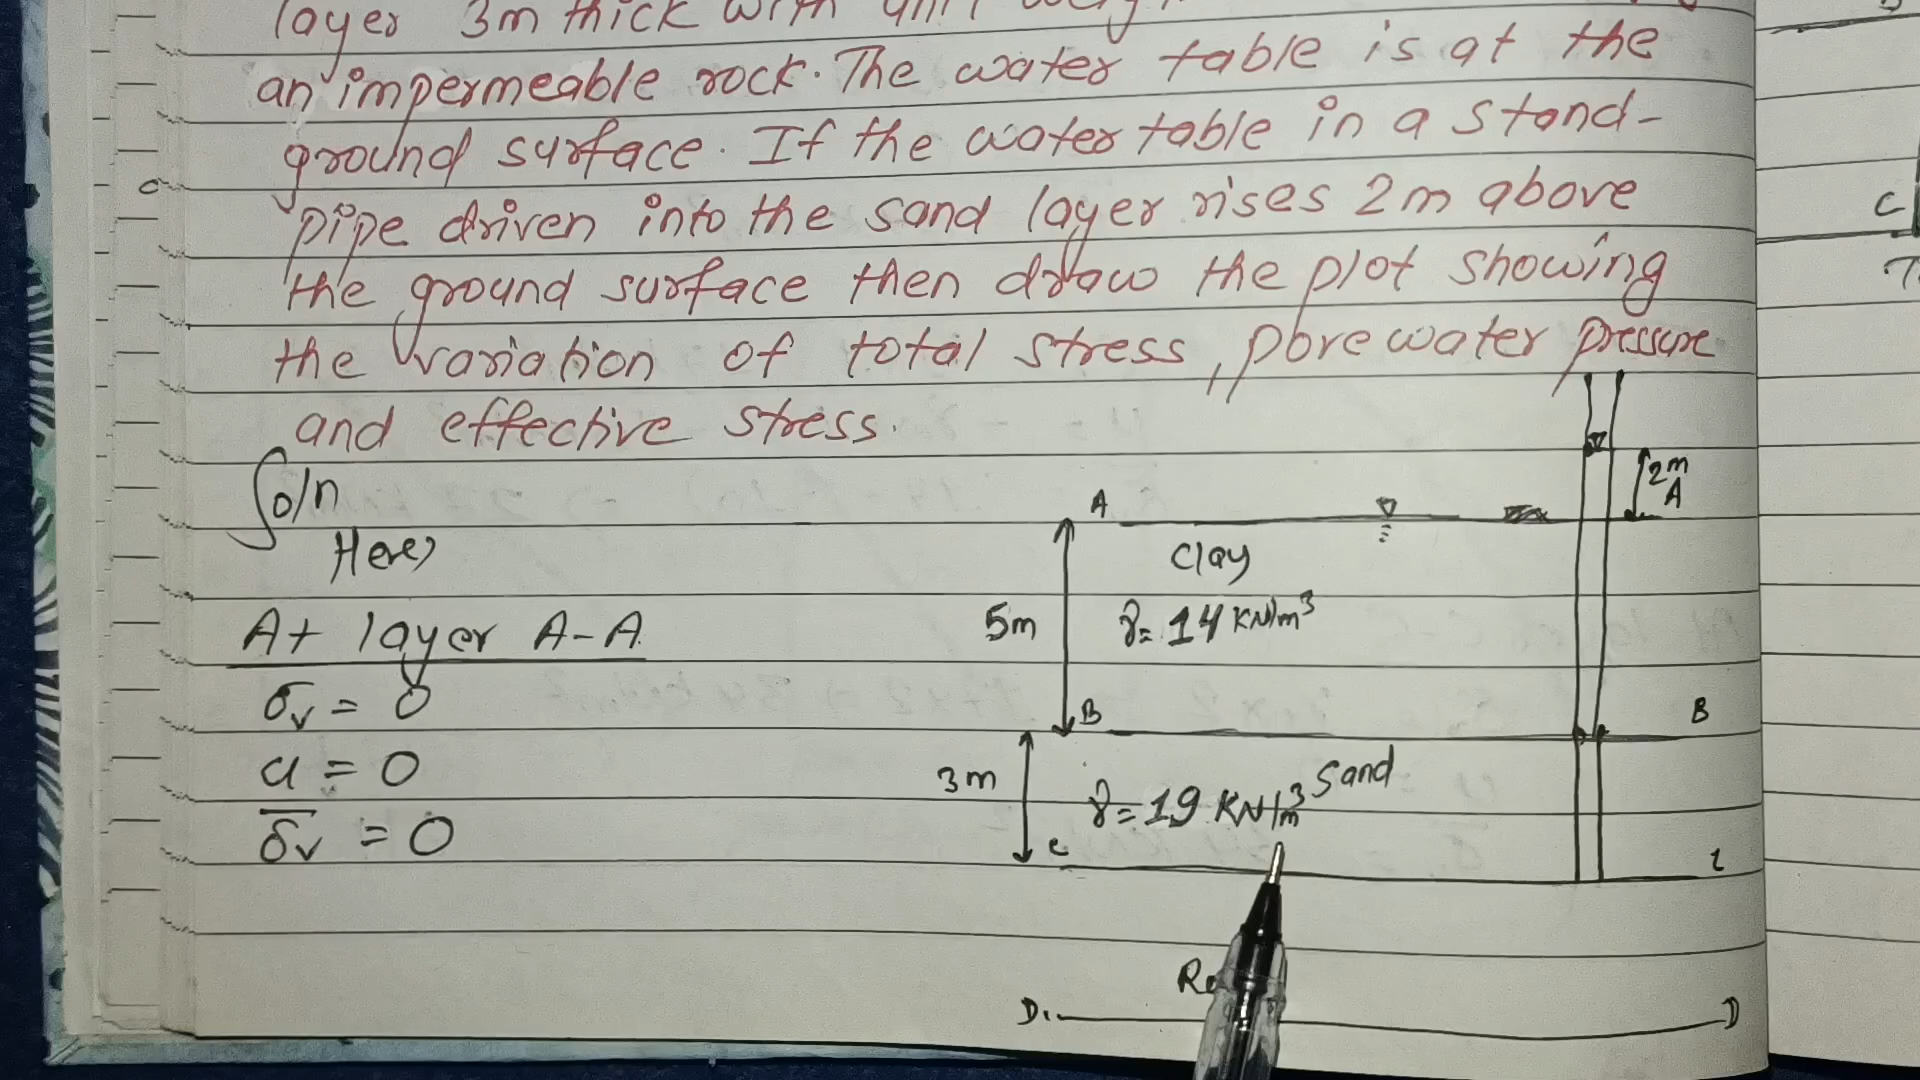 layer 3m thick with unit
an impermeable rock. The water table is at the
ground surface. If the water table in a stand-
pipe driven into the sand layer rises 2m above
the ground surface then draw the plot showing
the variation of total stress, pore water pressure
and effective stress.
Soln
Here,
At layer A-A
σv = 0
u = 0
σ̅v = 0
2m
A
A
Clay
5m
γ= 14 KN/m³
B
B
3m
γ= 19 KN/m³ Sand
C
C
D
D
C